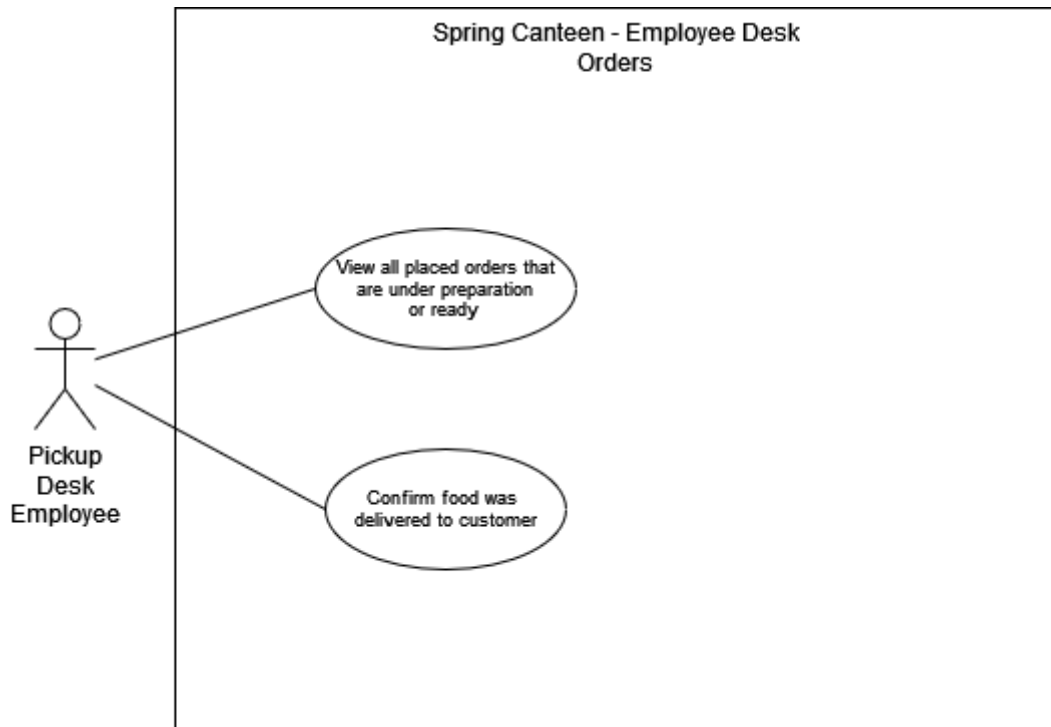 Spring Canteen - Employee Desk
Orders
View all placed orders that
are under preparation
or ready
Pickup
Desk
Employee
Confirm food was
delivered to customer